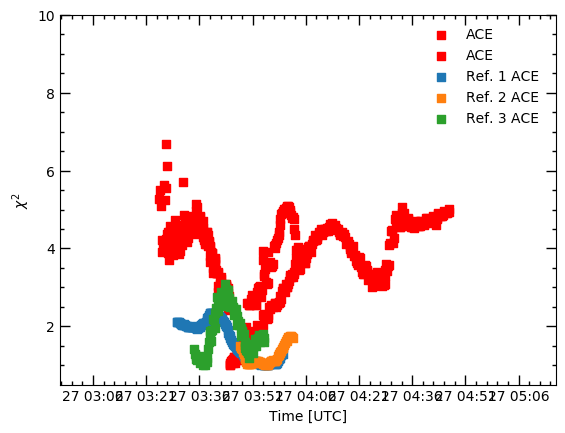 10
8
6
4
2
χ²
ACE
ACE
Ref. 1 ACE
Ref. 2 ACE
Ref. 3 ACE
27 03:06 27 03:21 27 03:36 27 03:51 27 04:06 27 04:21 27 04:36 27 04:51 27 05:06
Time [UTC]